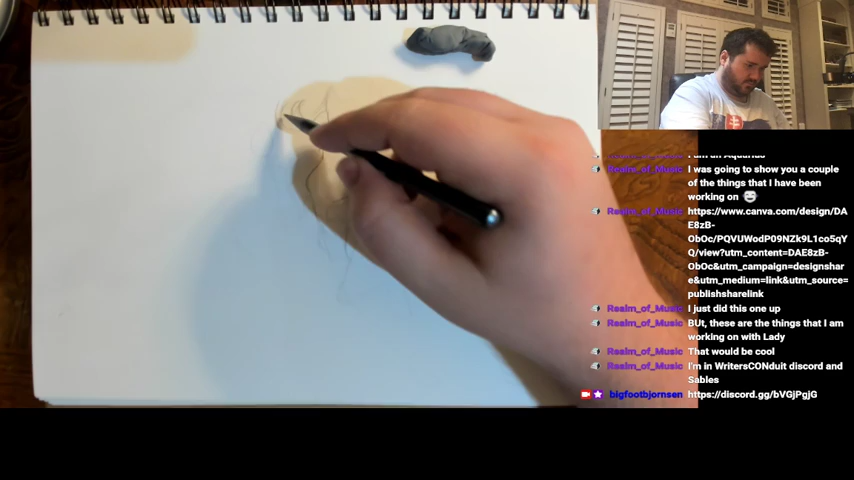 Realm_of_Music I was going to show you a couple
of the things that I have been
working on
Realm_of_Music https://www.canva.com/design/DA
E8zB-
ObOc/PQVUWodP09NZk9L1co5qY
Q/view?utm_content=DAE8zB-
ObOc&utm_campaign=designshar
e&utm_medium=link&utm_source=
publishsharelink
Realm_of_Music I just did this one up
Realm_of_Music BUt, these are the things that I am
working on with Lady
Realm_of_Music That would be cool
Realm_of_Music I'm in WritersCONduit discord and
Sables
bigfootbjornsen https://discord.gg/bVGjPgjG